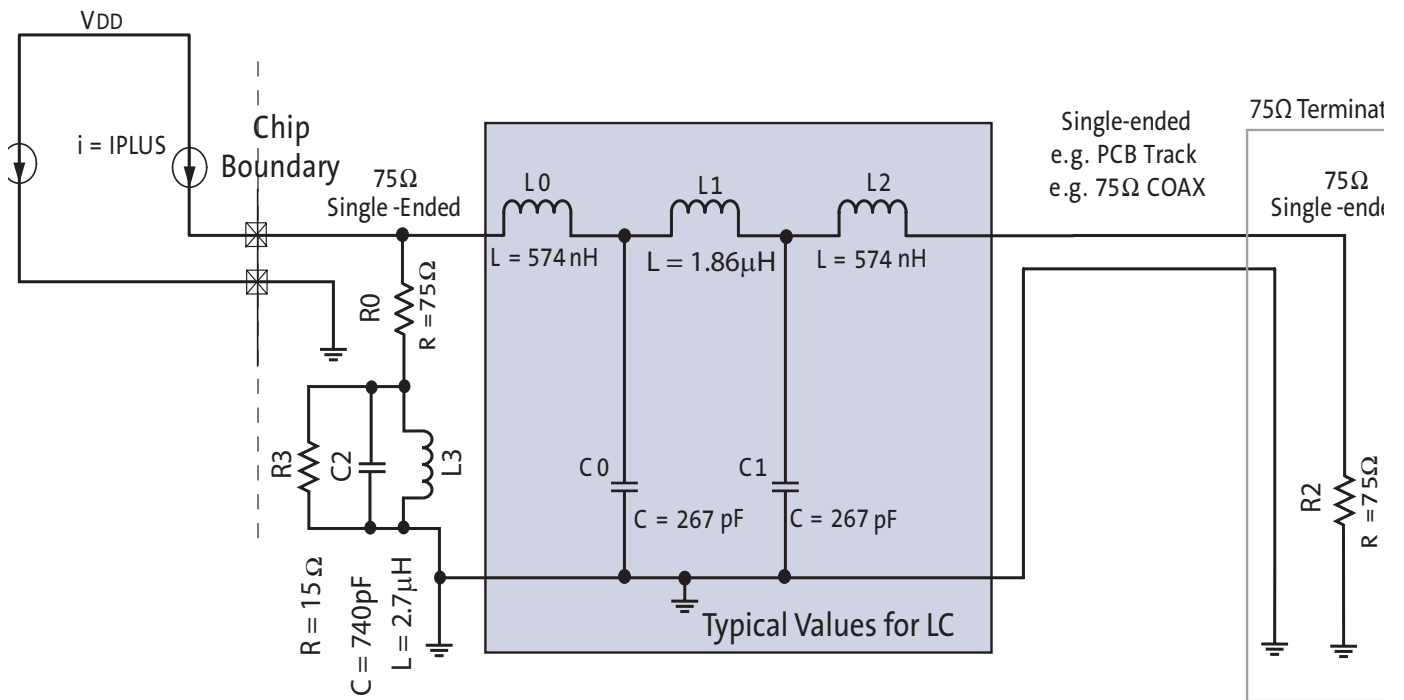 VDD
i = IPLUS
Chip
Boundary
75Ω
Single -Ended
L0
L = 574 nH
L1
L = 1.86μH
L2
L = 574 nH
Single-ended
e.g. PCB Track
e.g. 75Ω COAX
75Ω
Single
R0
R = 75Ω
R3
C2
L3
R = 15 Ω
C = 740pF
L = 2.7μH
C0
C = 267 pF
C1
C = 267 pF
Typical Values for LC
R2
R = 75Ω